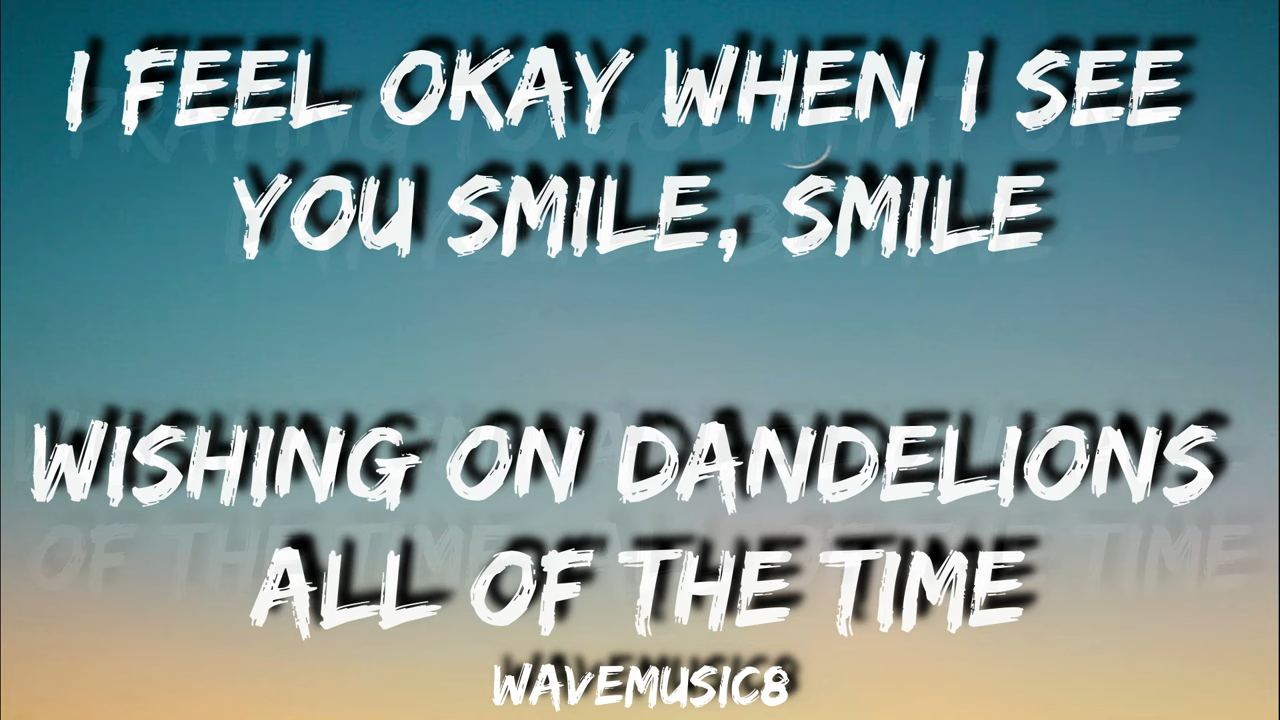 I FEEL OKAY WHEN I SEE
YOU SMILE, SMILE
WISHING ON DANDELIONS
ALL OF THE TIME
WAVEMUSIC8